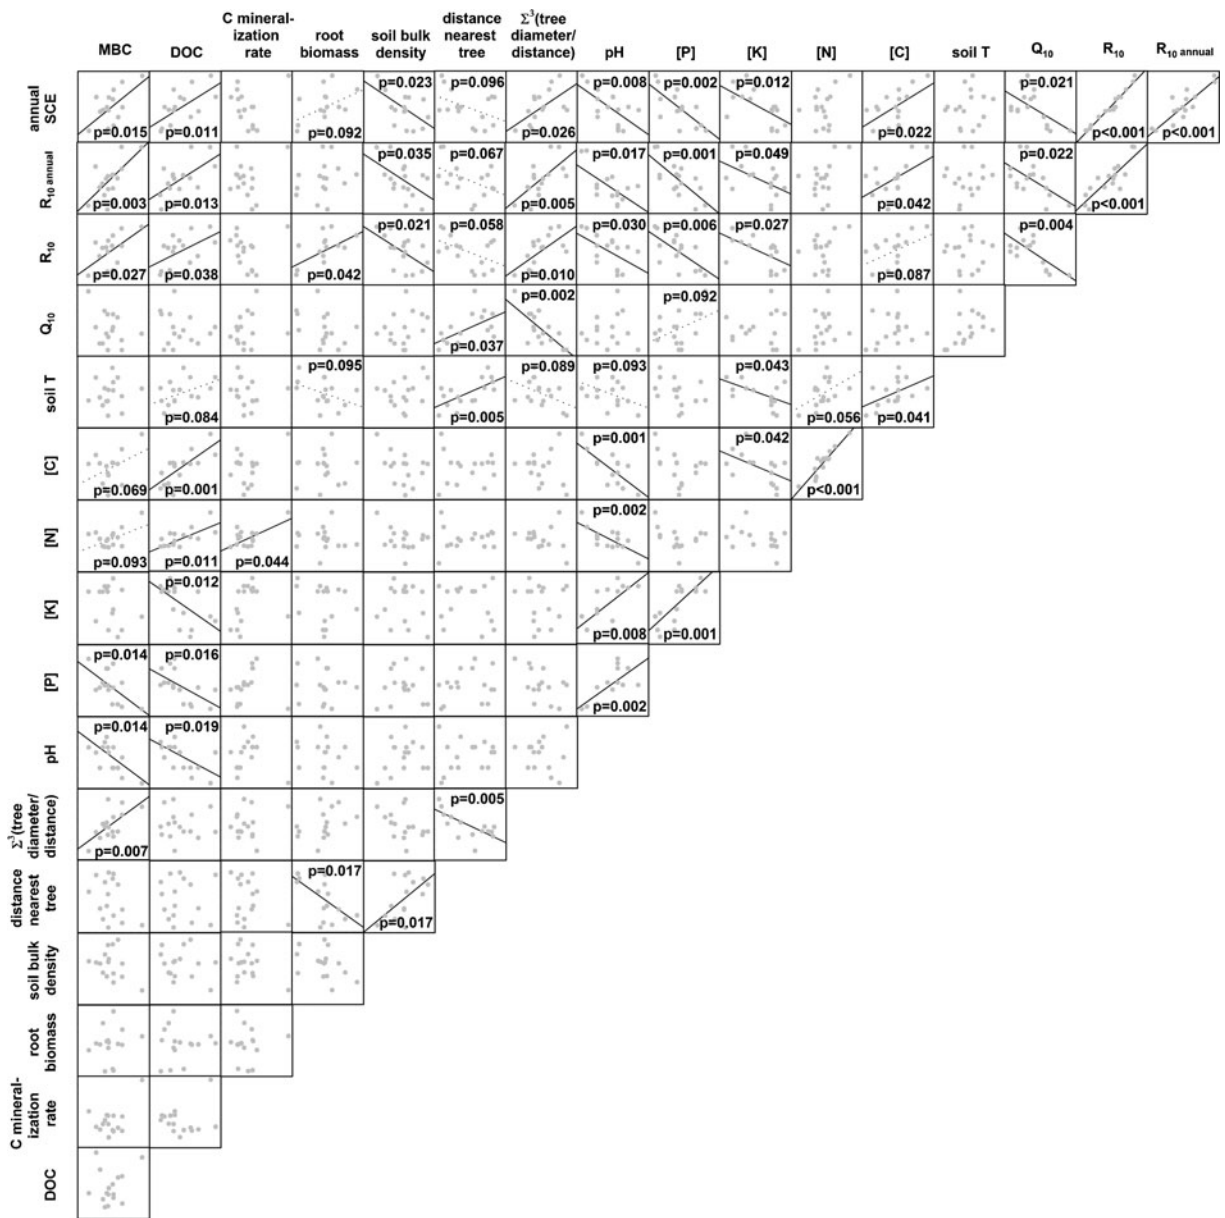 MBC
DOC
C mineral-
ization
rate
root
biomass
soil bulk
density
distance
nearest
tree
Σ³(tree
diameter/
distance)
pH
[P]
[K]
[N]
[C]
soil T
Q₁₀
R₁₀
R₁₀ annual
annual
SCE
p=0.015
p=0.011
p=0.092
p=0.023
p=0.096
p=0.026
p=0.008
p=0.002
p=0.012
p=0.022
p=0.021
p<0.001
p<0.001
R₁₀ annual
p=0.003
p=0.013
p=0.035
p=0.067
p=0.005
p=0.017
p=0.001
p=0.049
p=0.042
p=0.022
p<0.001
R₁₀
p=0.027
p=0.038
p=0.042
p=0.021
p=0.058
p=0.010
p=0.030
p=0.006
p=0.027
p=0.087
p=0.004
Q₁₀
p=0.037
p=0.002
p=0.092
soil T
p=0.084
p=0.095
p=0.005
p=0.089
p=0.093
p=0.043
p=0.056
p=0.041
[C]
p=0.069
p=0.001
p=0.001
p=0.042
p<0.001
[N]
p=0.093
p=0.011
p=0.044
p=0.002
[K]
p=0.012
p=0.008
p=0.001
[P]
p=0.014
p=0.016
p=0.002
pH
p=0.014
p=0.019
Σ³(tree
diameter/
distance)
p=0.007
p=0.005
distance
nearest
tree
p=0.017
p=0.017
soil bulk
density
root
biomass
C mineral-
ization
rate
DOC